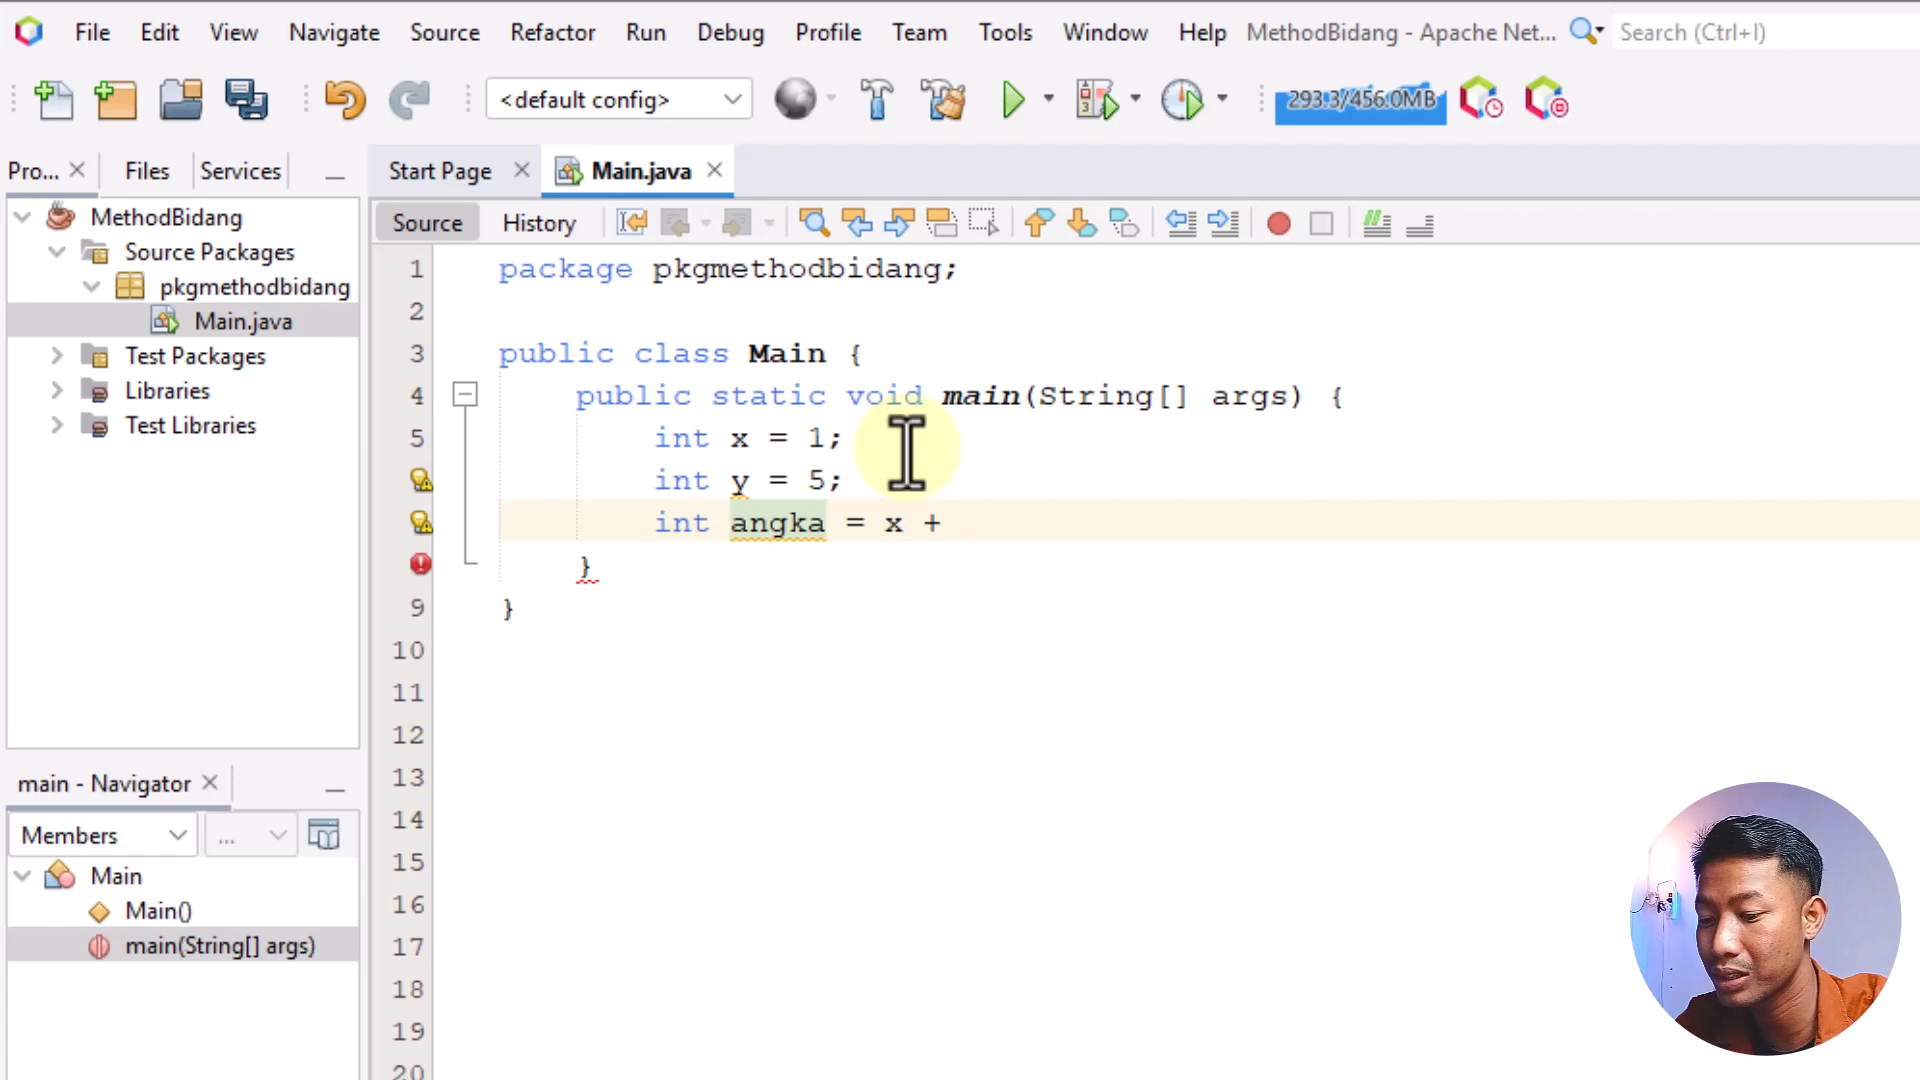 File Edit View Navigate Source Refactor Run Debug Profile Team Tools Window Help MethodBidang - Apache Net... Search (Ctrl+I)
<default config> 293.3/456.0MB
Pro... Files Services Start Page Main.java
Source History
MethodBidang
Source Packages
pkgmethodbidang
Main.java
Test Packages
Libraries
Test Libraries
1 package pkgmethodbidang;
2
3 public class Main {
4 public static void main(String[] args) {
5 int x = 1;
int y = 5;
int angka = x +
}
9 }
10
11
12
13
14
15
16
17
18
19
20
main - Navigator
Members ...
Main
Main()
main(String[] args)